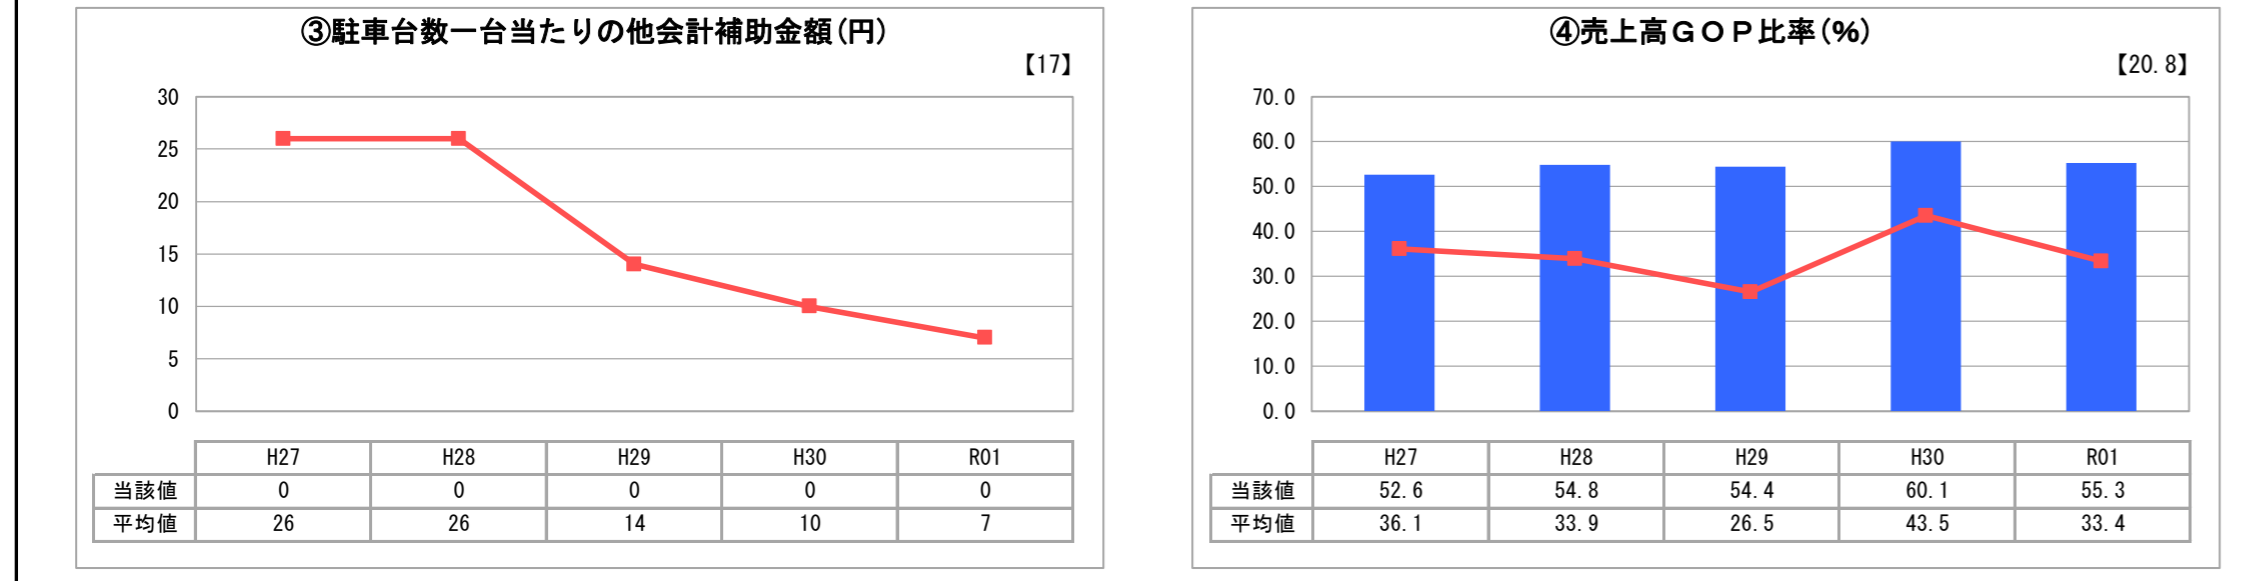 ③駐車台数一台当たりの他会計補助金額(円)
【17】
30
25
20
15
10
5
0
H27 H28 H29 H30 R01
当該値 0 0 0 0 0
平均値 26 26 14 10 7
④売上高ＧＯＰ比率(%)
【20.8】
70.0
60.0
50.0
40.0
30.0
20.0
10.0
0.0
H27 H28 H29 H30 R01
当該値 52.6 54.8 54.4 60.1 55.3
平均値 36.1 33.9 26.5 43.5 33.4